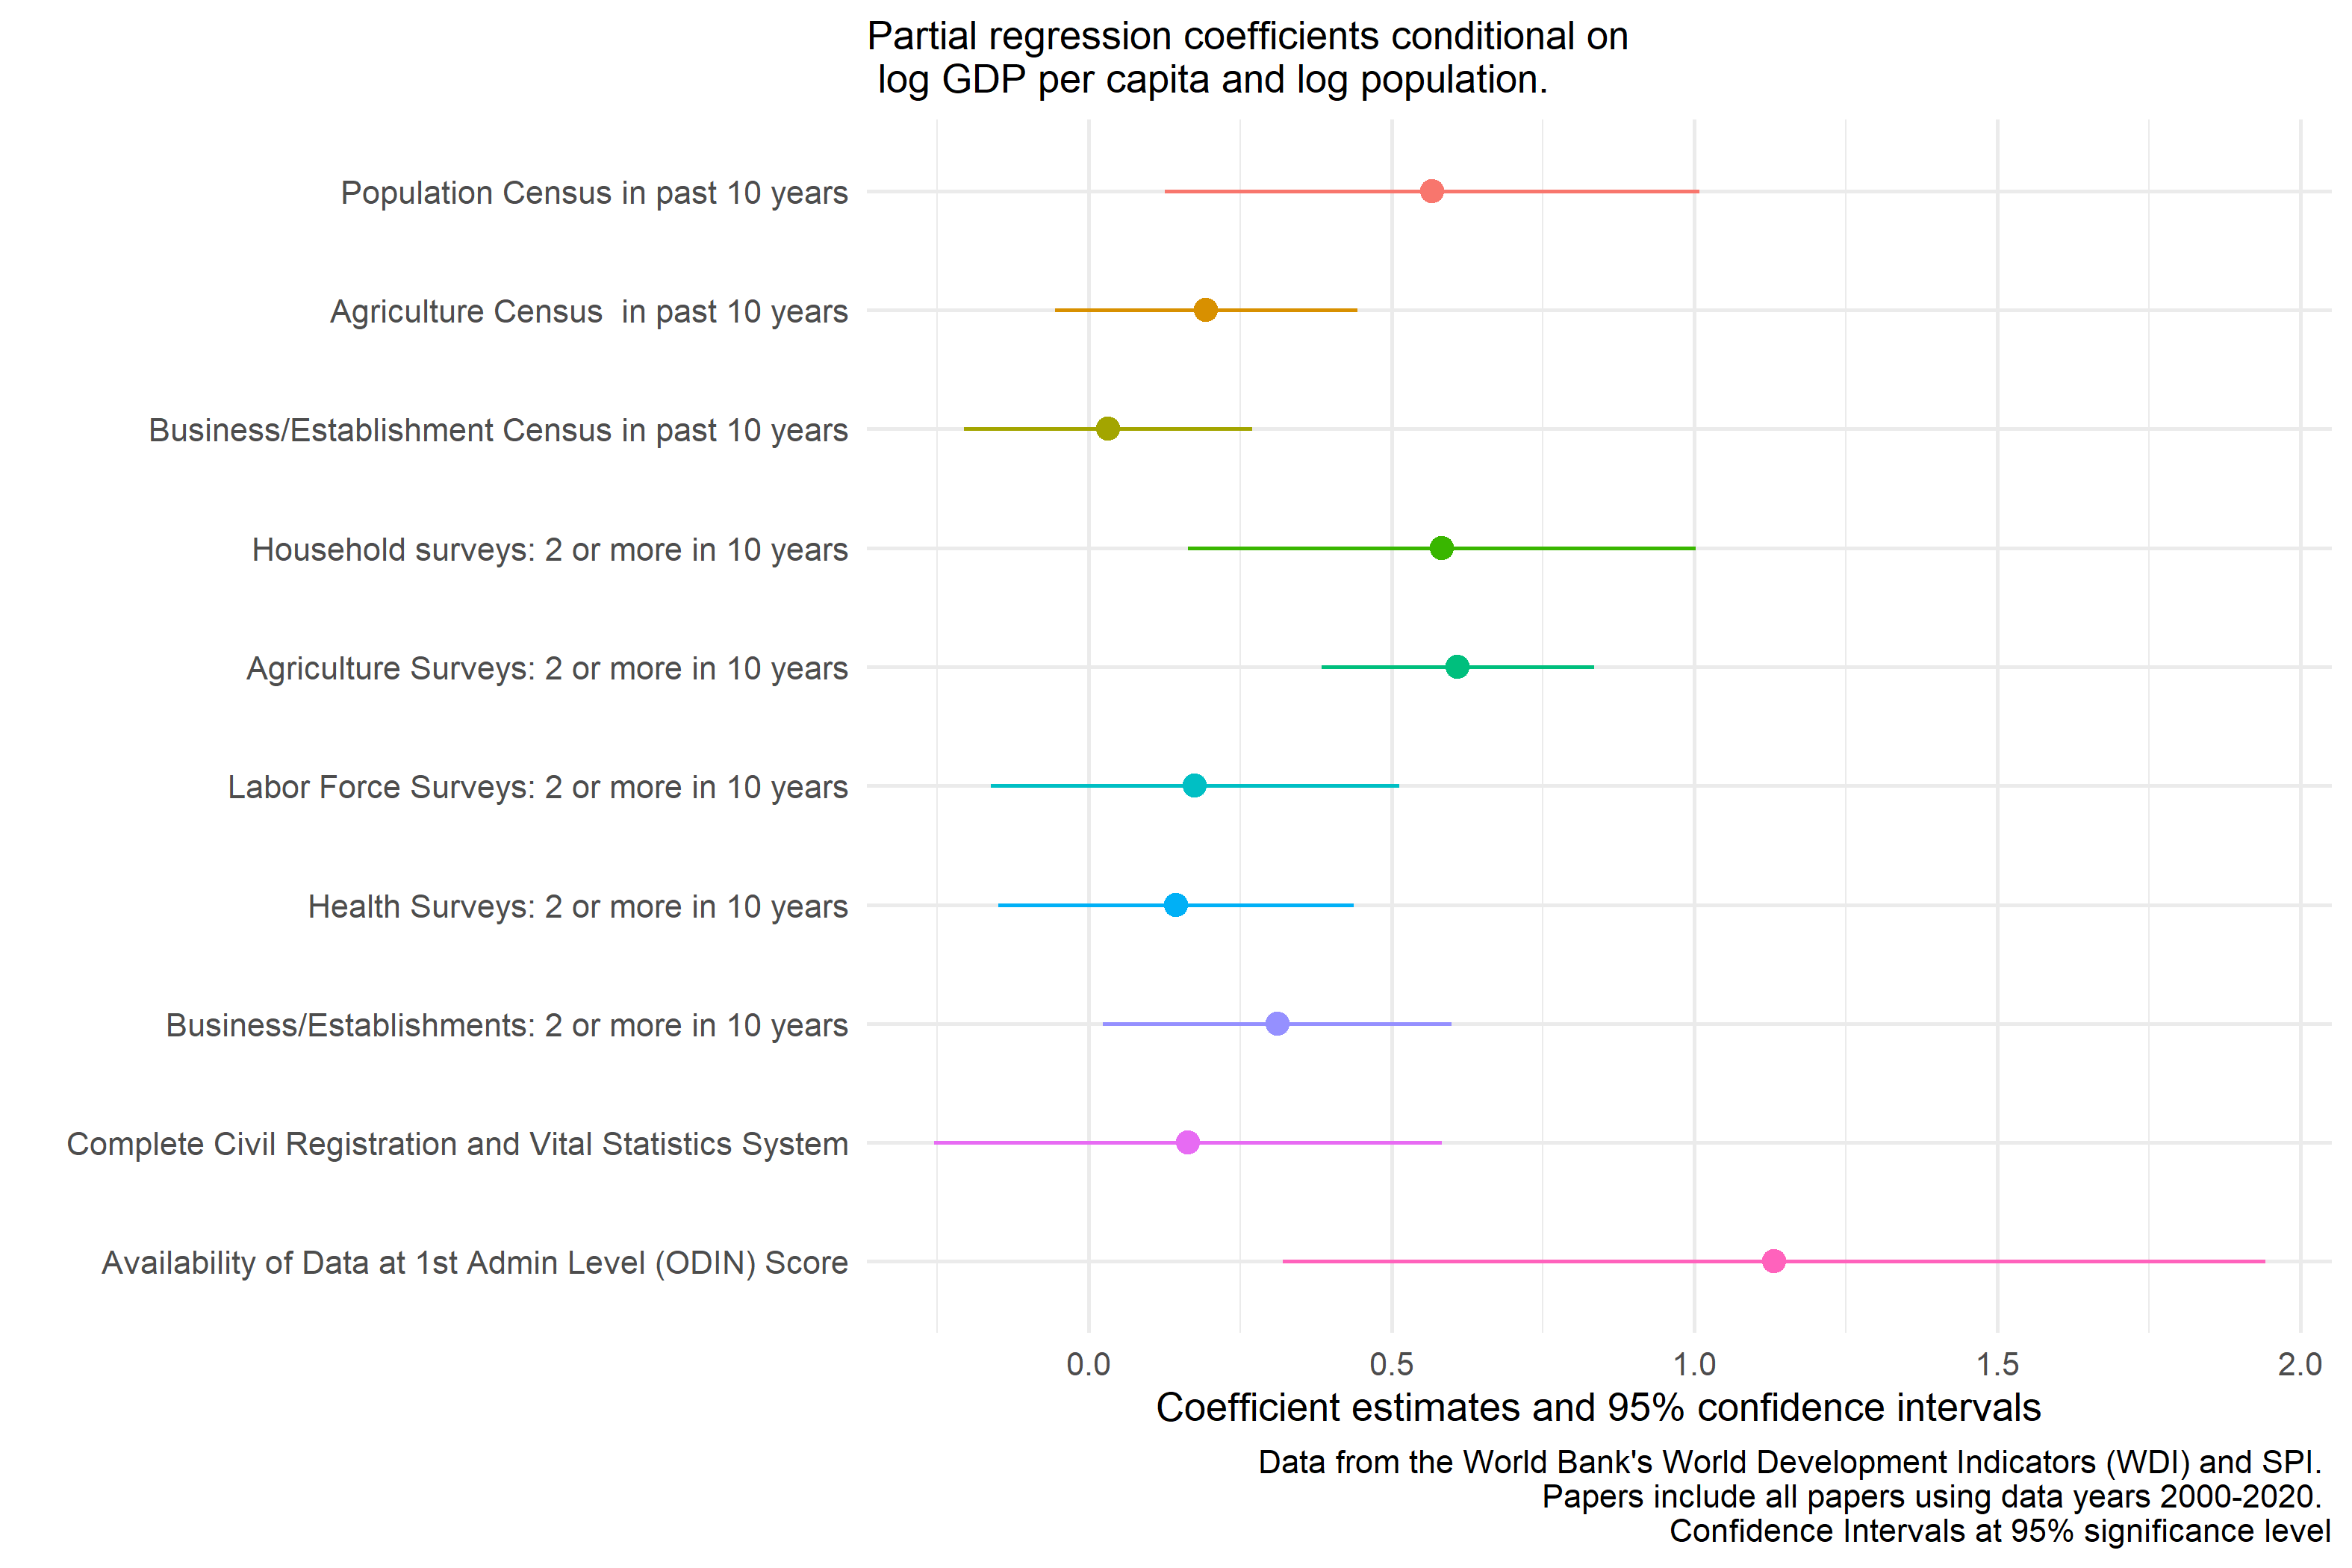 Partial regression coefficients conditional on
log GDP per capita and log population.
Population Census in past 10 years
Agriculture Census  in past 10 years
Business/Establishment Census in past 10 years
Household surveys: 2 or more in 10 years
Agriculture Surveys: 2 or more in 10 years
Labor Force Surveys: 2 or more in 10 years
Health Surveys: 2 or more in 10 years
Business/Establishments: 2 or more in 10 years
Complete Civil Registration and Vital Statistics System
Availability of Data at 1st Admin Level (ODIN) Score
0.0 0.5 1.0 1.5 2.0
Coefficient estimates and 95% confidence intervals
Data from the World Bank's World Development Indicators (WDI) and SPI.
Papers include all papers using data years 2000-2020.
Confidence Intervals at 95% significance level